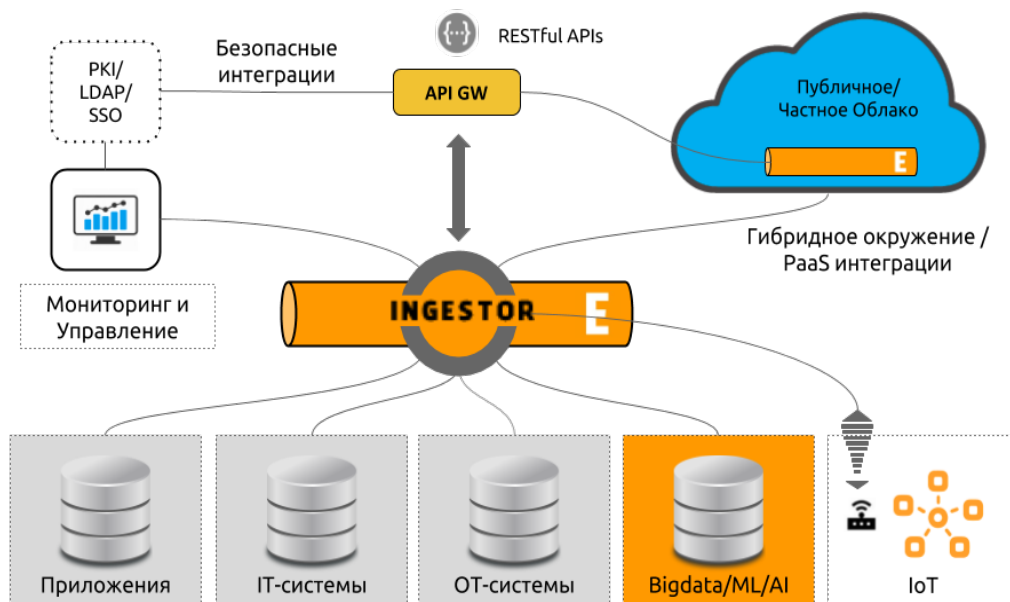 RESTful APIs
Безопасные
интеграции
PKI/
LDAP/
SSO
API GW
Публичное/
Частное Облако
E
Гибридное окружение /
PaaS интеграции
Мониторинг и
Управление
INGESTOR
E
Приложения
IT-системы
OT-системы
Bigdata/ML/AI
IoT